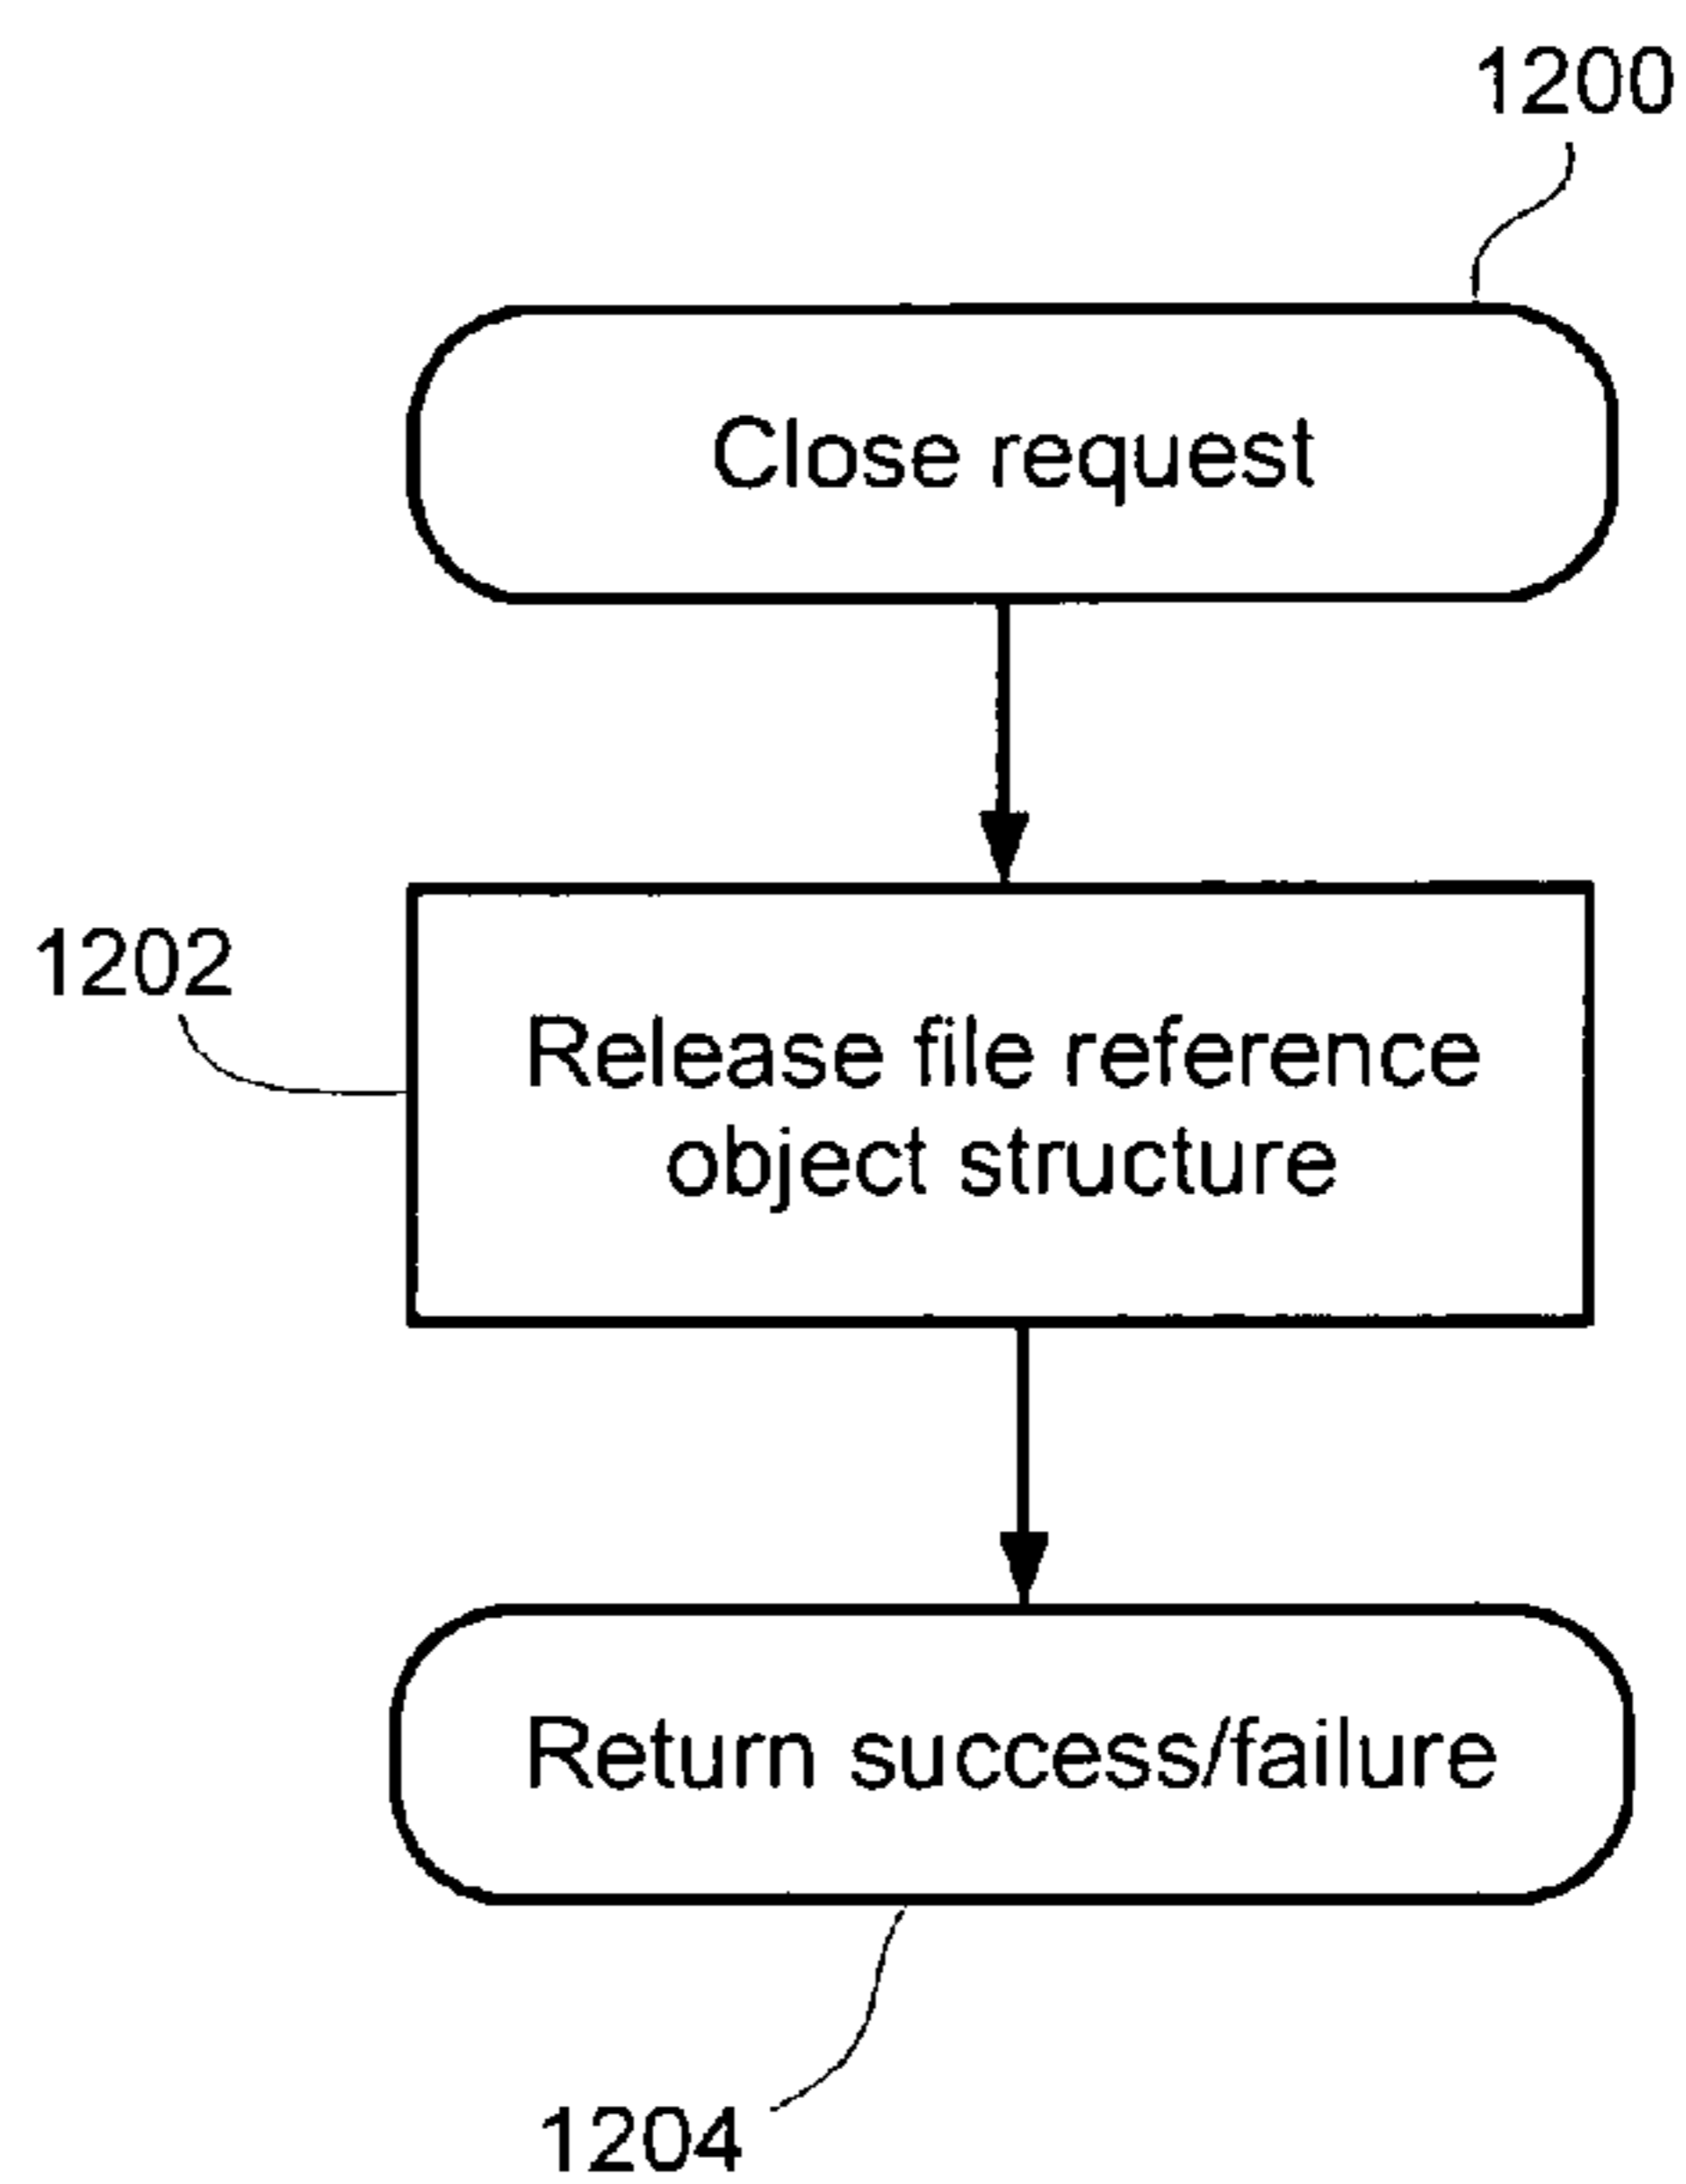 1200
Close request
1202
Release file reference
object structure
Return success/failure
1204